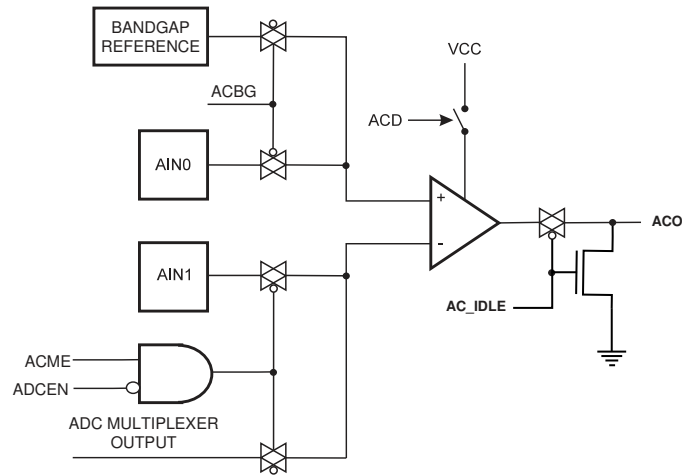 BANDGAP
REFERENCE
VCC
ACBG
ACD
AIN0
+
-
ACO
AIN1
AC_IDLE
ACME
ADCEN
ADC MULTIPLEXER
OUTPUT